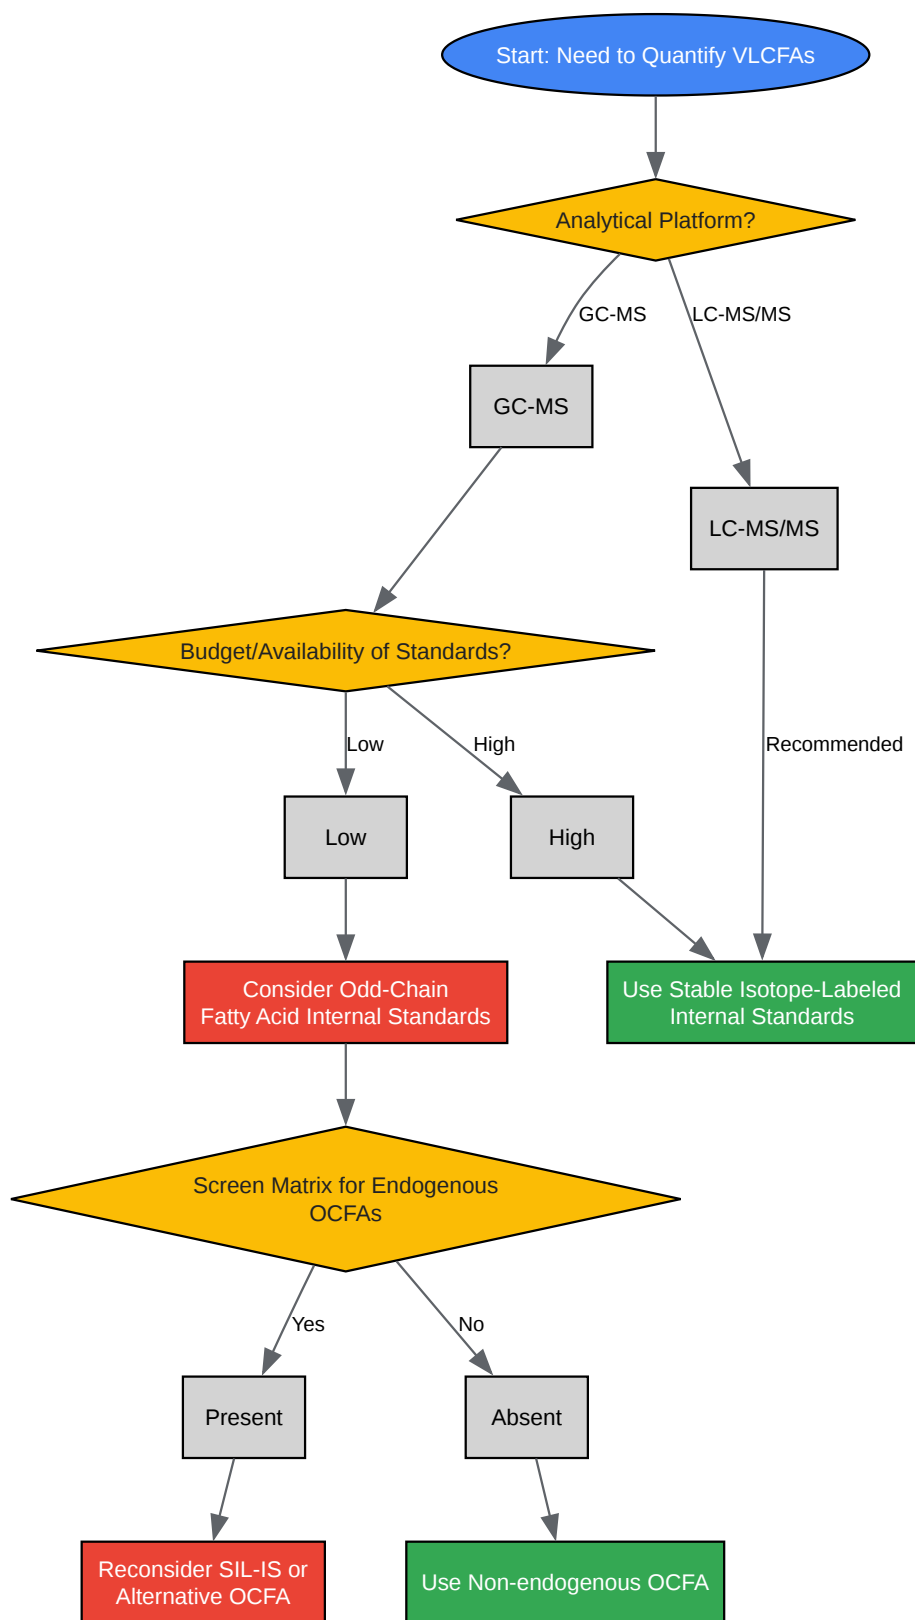 Start: Need to Quantify VLCFAs
Analytical Platform?
GC-MS
LC-MS/MS
GC-MS
LC-MS/MS
Budget/Availability of Standards?
Low
High
Recommended
Low
High
Consider Odd-Chain
Fatty Acid Internal Standards
Use Stable Isotope-Labeled
Internal Standards
Screen Matrix for Endogenous
OCFAs
Yes
No
Present
Absent
Reconsider SIL-IS or
Alternative OCFA
Use Non-endogenous OCFA